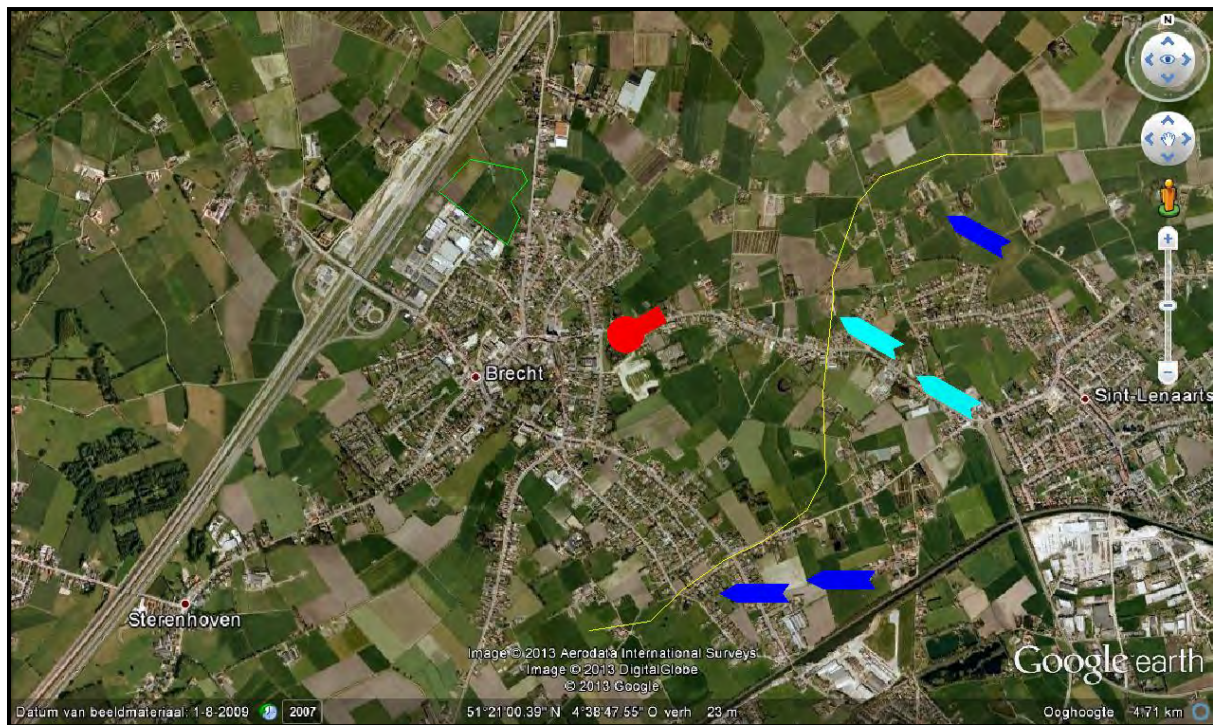 N
Brecht
Sint-Lenaarts
Sterenhoven
Image © 2013 Aerodata International Surveys
Image © 2013 DigitalGlobe
© 2013 Google
Google earth
Datum van beeldmateriaal: 1-8-2009 2007 51°21'00.39" N 4°38'47.55" O verh 23 m Ooghoogte 4.71 km